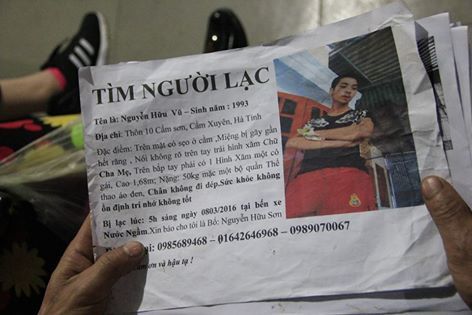 TÌM NGƯỜI LẠC
Tên là: Nguyễn Hữu Vũ – Sinh năm : 1993
Địa chỉ: Thôn 10 Cẩm sơn, Cẩm Xuyên, Hà Tĩnh
Đặc điểm: Trên mặt có sẹo ở cằm ,Miệng bị gãy gần
hết răng . Nói không rõ trên tay trái hình xăm Chữ
Cha Mẹ, Trên bắp tay phải có 1 Hình Xăm một cô
gái, Cao 1,68m; Nặng: 50kg mặc một bộ quần Thể
thao áo đen, Chân không đi dép.Sức khỏe không
ổn định trí nhớ không tốt
Bị lạc lúc: 5h sáng ngày 08/03/2016 tại bến xe
Nước Ngầm.Xin báo cho tôi là Bố: Nguyễn Hữu Sơn
0985689468 – 01642646968 – 0989070067
ơn và hậu tạ !